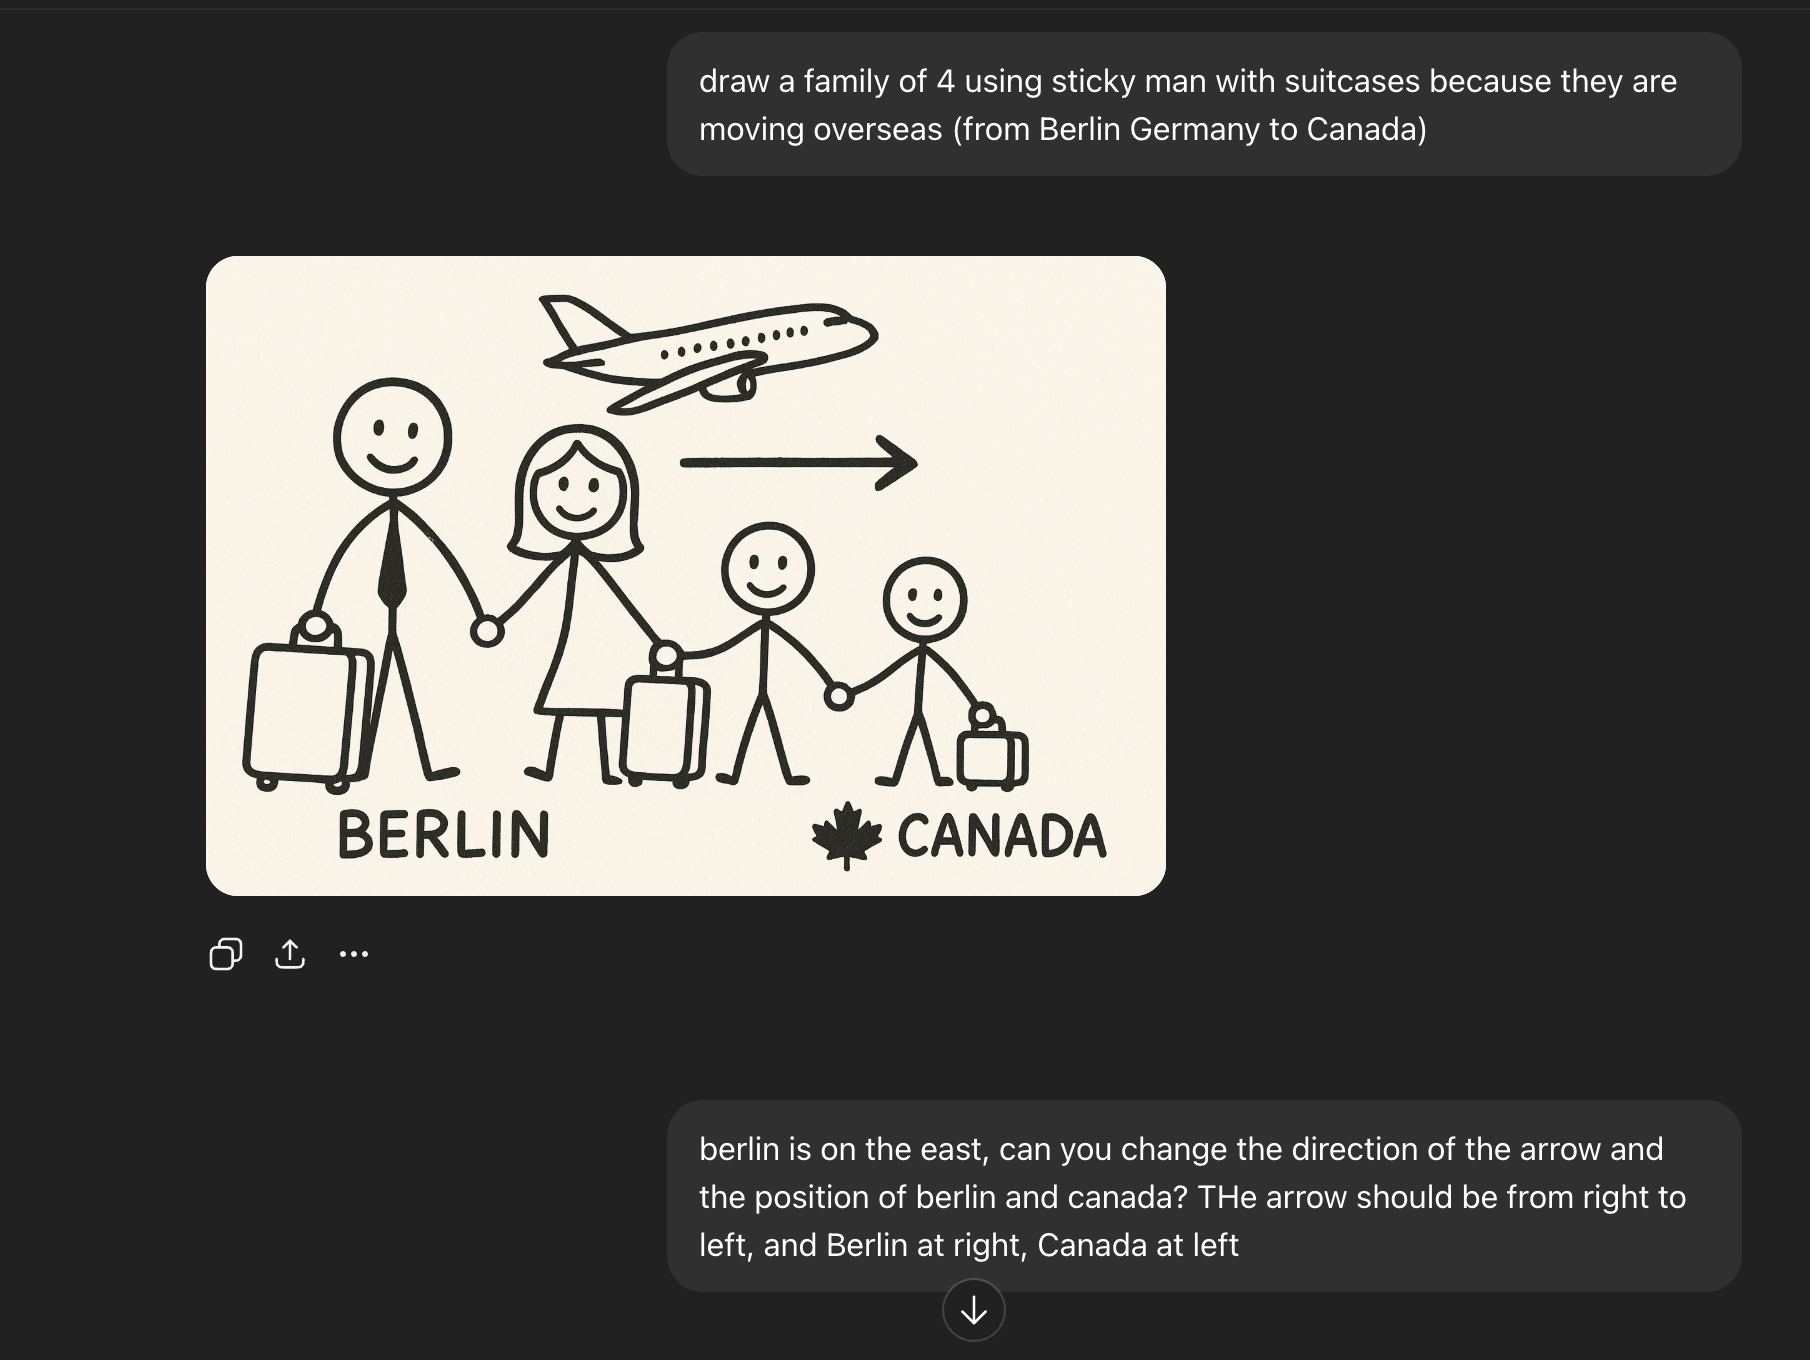 draw a family of 4 using sticky man with suitcases because they are
moving overseas (from Berlin Germany to Canada)
BERLIN
CANADA
berlin is on the east, can you change the direction of the arrow and
the position of berlin and canada? THe arrow should be from right to
left, and Berlin at right, Canada at left